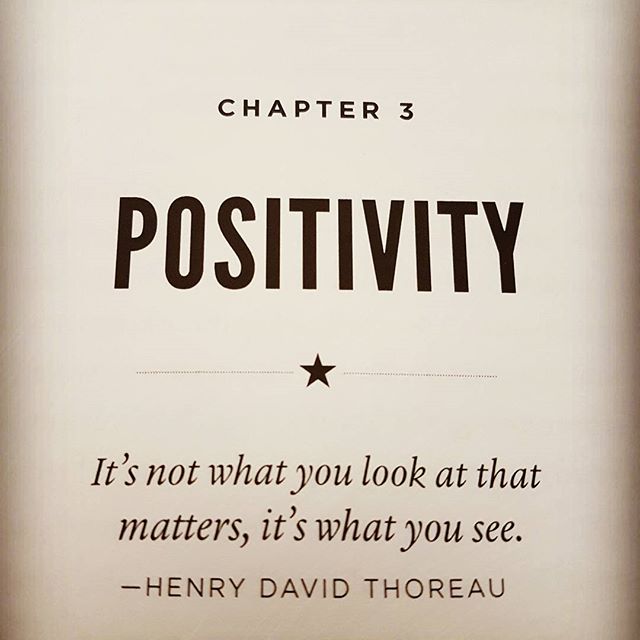 CHAPTER 3
POSITIVITY
It's not what you look at that
matters, it's what you see.
—HENRY DAVID THOREAU